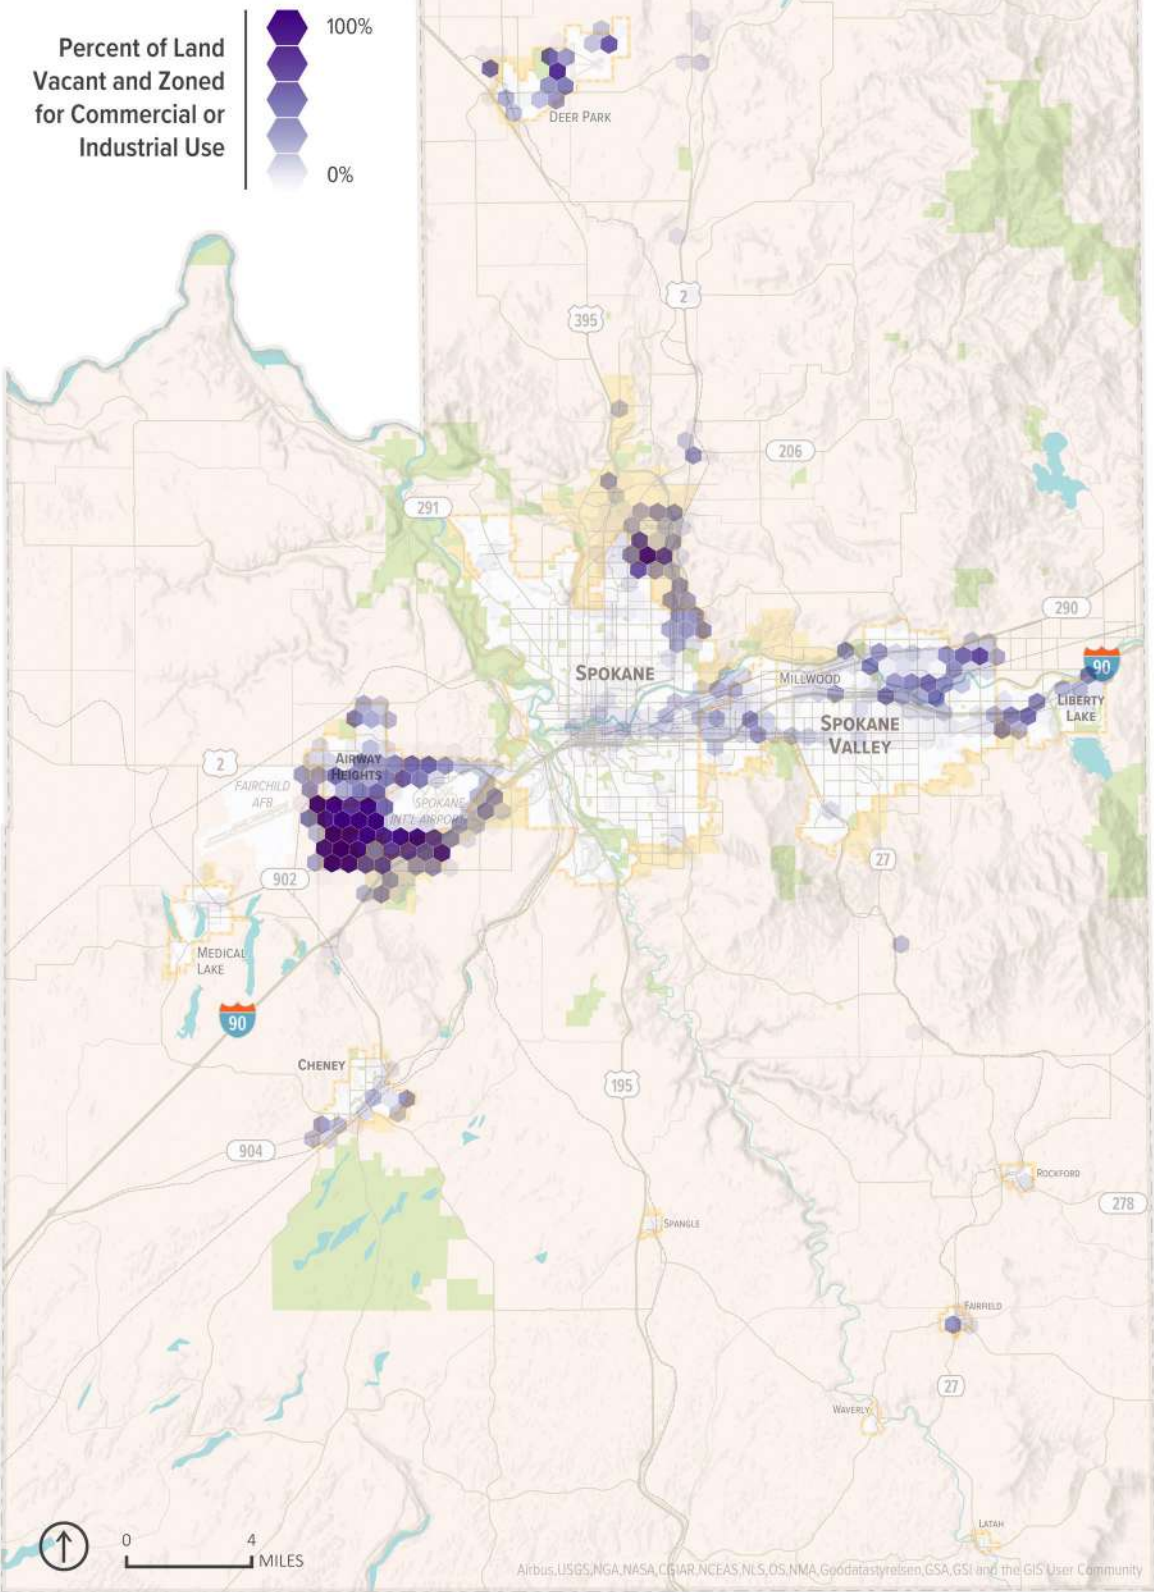 Percent of Land
Vacant and Zoned
for Commercial or
Industrial Use
100%
0%
DEER PARK
2
395
206
291
290
SPOKANE
MILLWOOD
90
LIBERTY
LAKE
SPOKANE
VALLEY
2
AIRWAY
HEIGHTS
FAIRCHILD
AFB
SPOKANE
INT'L AIRPORT
27
902
MEDICAL
LAKE
90
CHENEY
195
904
ROCKFORD
278
SPANGLE
FAIRFIELD
27
WAVERLY
LATAH
0 4
MILES
Airbus,USGS,NGA,NASA,CGIAR,NCEAS,NLS,OS,NMA,Geodatastyrelsen,GSA,GSI and the GIS User Community